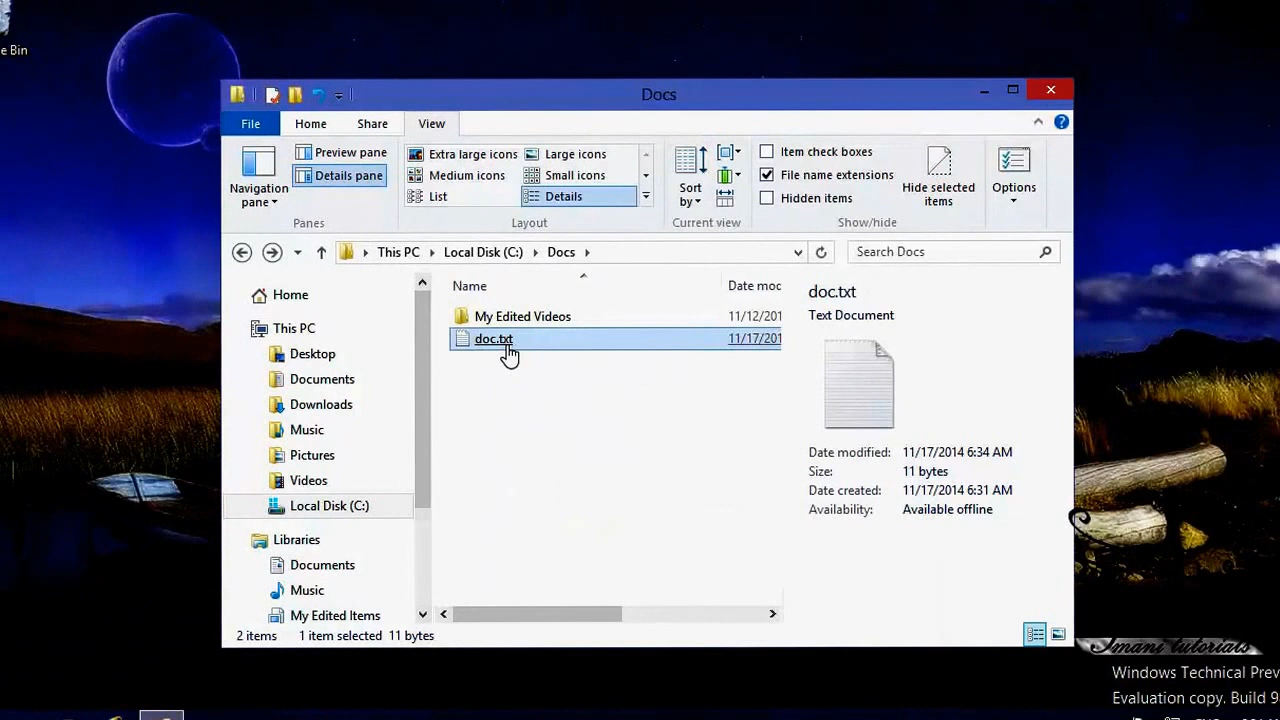 e Bin
Docs
File Home Share View
Navigation pane
Preview pane
Details pane
Panes
Extra large icons Large icons
Medium icons Small icons
List Details
Layout
Sort by
Current view
Item check boxes
File name extensions
Hidden items
Hide selected items
Show/hide
Options
This PC Local Disk (C:) Docs
Search Docs
Home
This PC
Desktop
Documents
Downloads
Music
Pictures
Videos
Local Disk (C:)
Libraries
Documents
Music
My Edited Items
Name Date moc
My Edited Videos 11/12/201
doc.txt 11/17/201
doc.txt
Text Document
Date modified: 11/17/2014 6:34 AM
Size: 11 bytes
Date created: 11/17/2014 6:31 AM
Availability: Available offline
2 items 1 item selected 11 bytes
Imani tutorials
Windows Technical Prev
Evaluation copy. Build 9